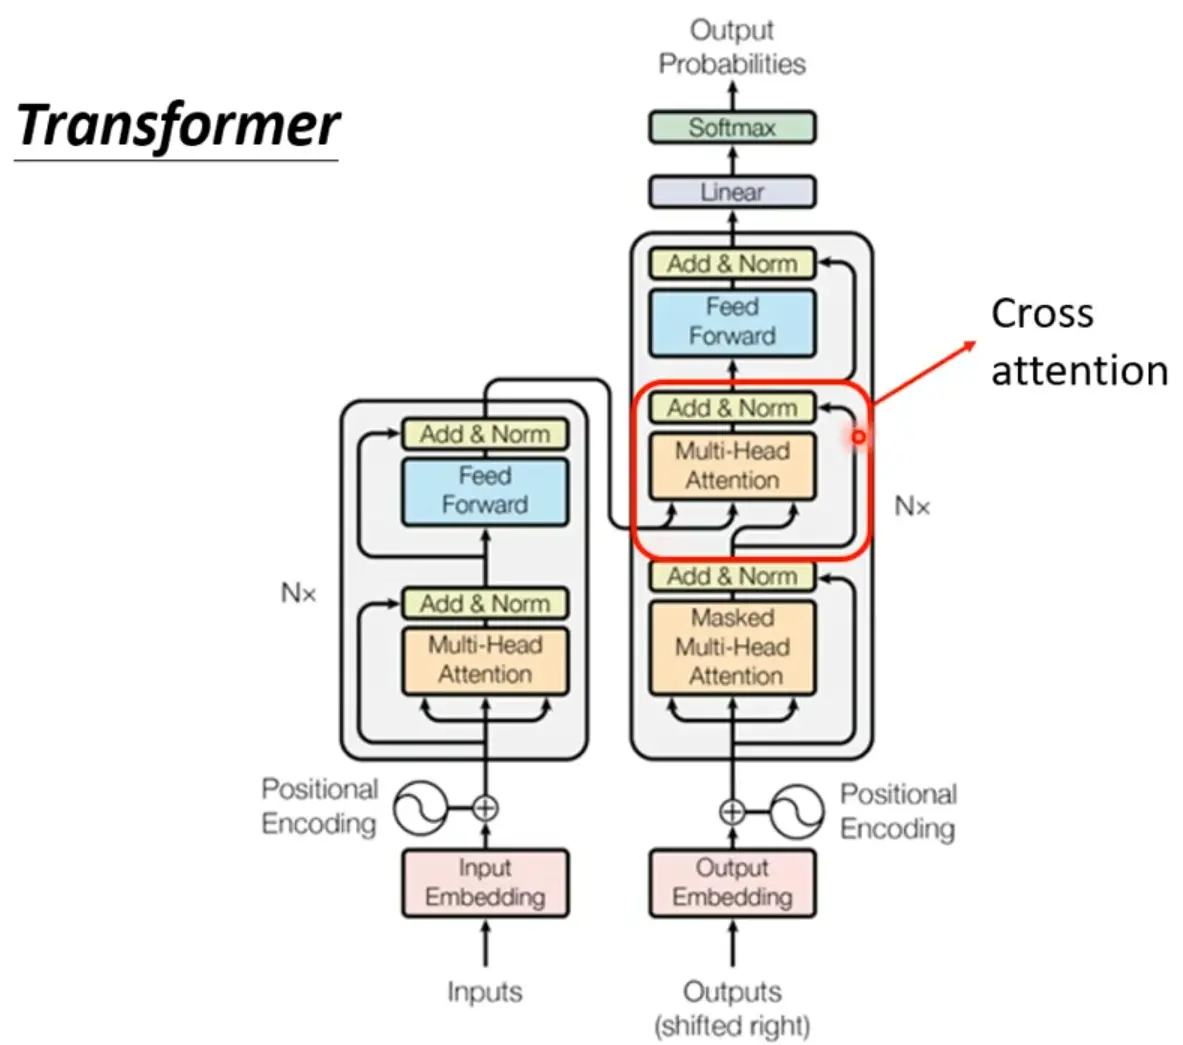 Transformer
Output
Probabilities
Softmax
Linear
Add & Norm
Feed
Forward
Cross
attention
Add & Norm
Multi-Head
Attention
Nx
Add & Norm
Masked
Multi-Head
Attention
Add & Norm
Feed
Forward
Nx
Add & Norm
Multi-Head
Attention
Positional
Encoding
Positional
Encoding
Input
Embedding
Output
Embedding
Inputs
Outputs
(shifted right)